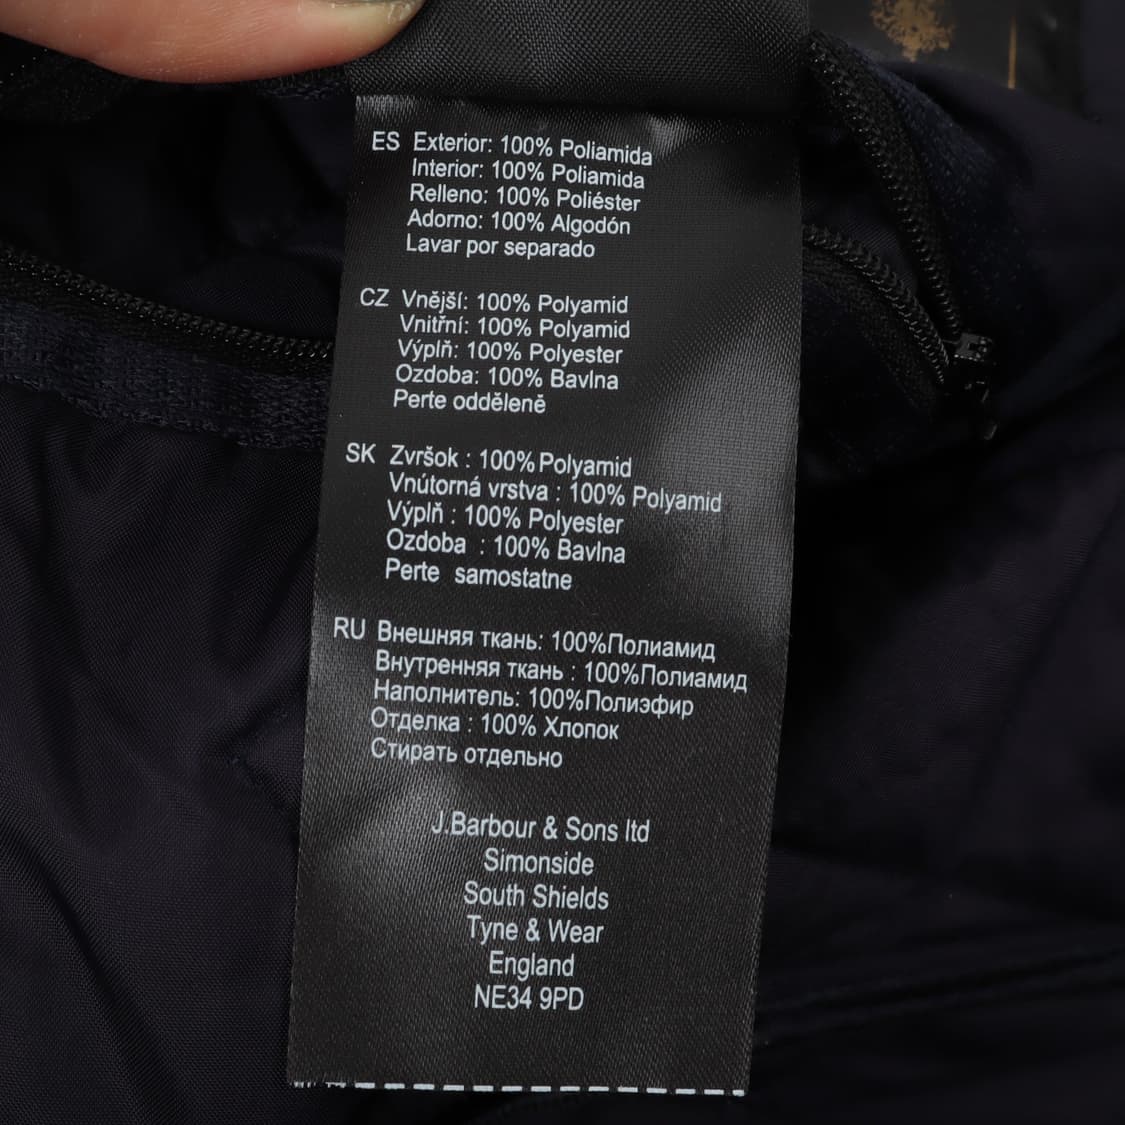 ES Exterior: 100% Poliamida
Interior: 100% Poliamida
Relleno: 100% Poliéster
Adorno: 100% Algodón
Lavar por separado
CZ Vnější: 100% Polyamid
Vnitřní: 100% Polyamid
Výplň: 100% Polyester
Ozdoba: 100% Bavlna
Perte odděleně
SK Zvršok : 100% Polyamid
Vnútorná vrstva : 100% Polyamid
Výplň : 100% Polyester
Ozdoba : 100% Bavlna
Perte samostatne
RU Внешняя ткань: 100%Полиамид
Внутренняя ткань : 100%Полиамид
Наполнитель: 100%Полиэфир
Отделка : 100% Хлопок
Стирать отдельно
J.Barbour & Sons ltd
Simonside
South Shields
Tyne & Wear
England
NE34 9PD